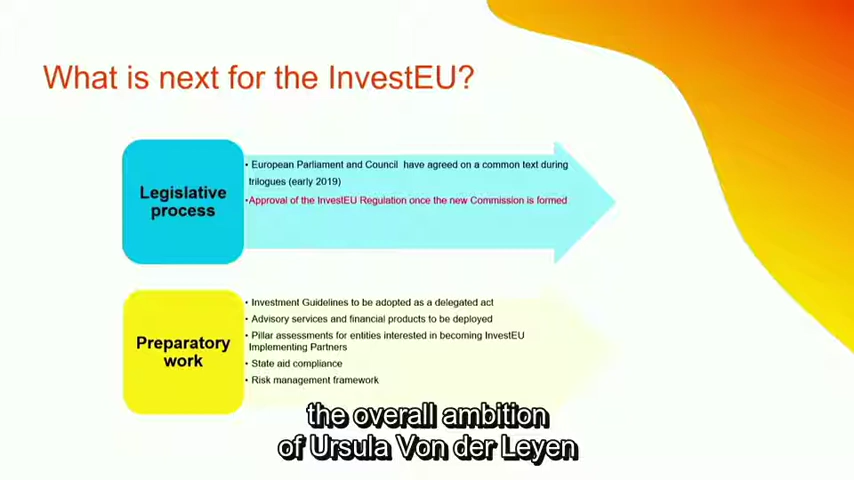 What is next for the InvestEU?
Legislative
process
• European Parliament and Council have agreed on a common text during
trilogues (early 2019)
•Approval of the InvestEU Regulation once the new Commission is formed
Preparatory
work
• Investment Guidelines to be adopted as a delegated act
• Advisory services and financial products to be deployed
• Pillar assessments for entities interested in becoming InvestEU
Implementing Partners
• State aid compliance
• Risk management framework
the overall ambition
of Ursula Von der Leyen